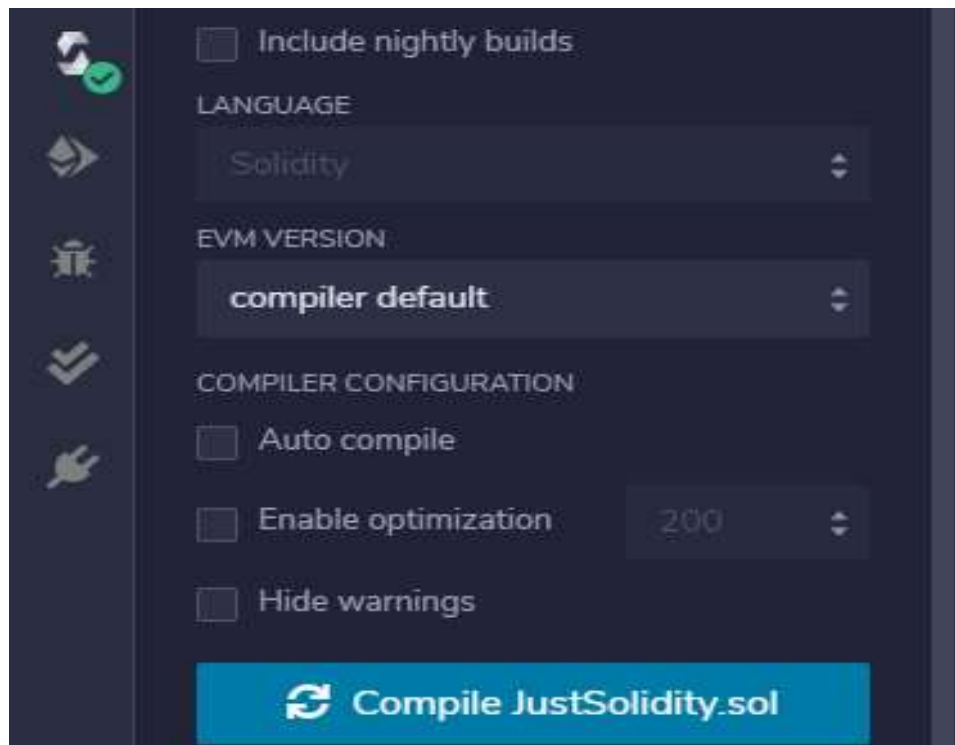 Include nightly builds
LANGUAGE
Solidity
EVM VERSION
compiler default
COMPILER CONFIGURATION
Auto compile
Enable optimization 200
Hide warnings
Compile JustSolidity.sol